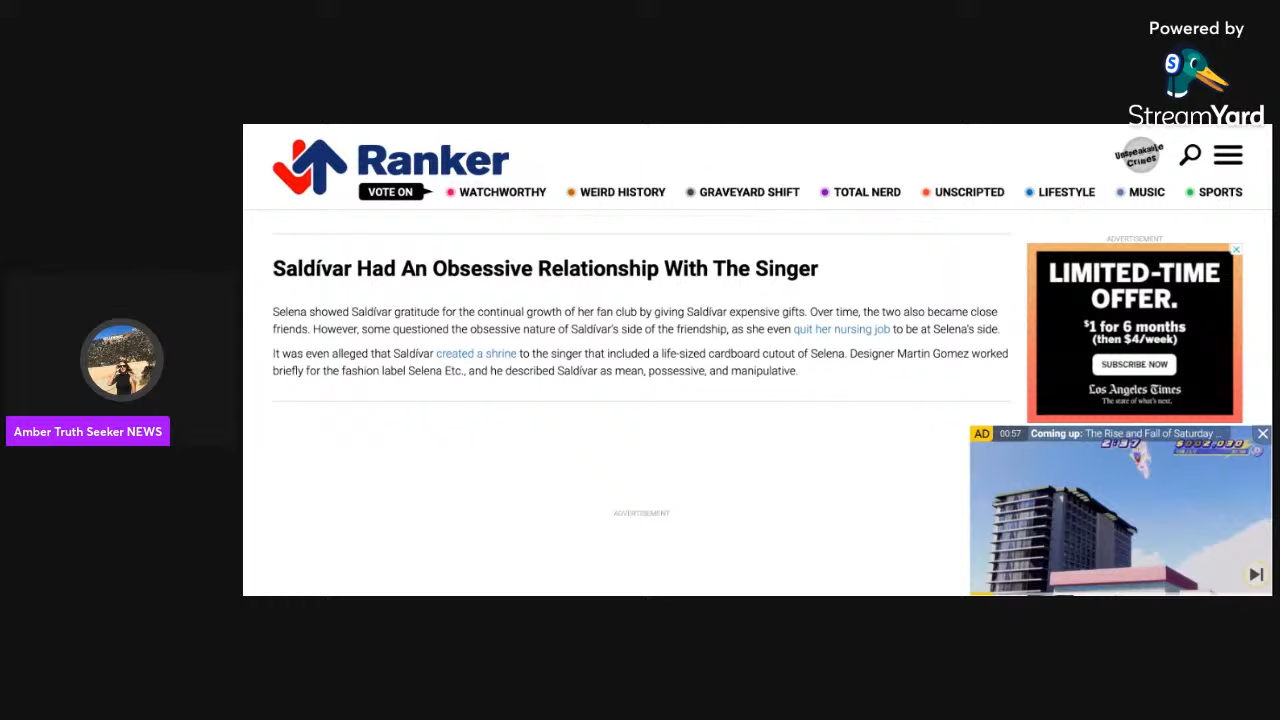 Powered by
StreamYard
Ranker
Unspeakable Crimes
VOTE ON
WATCHWORTHY
WEIRD HISTORY
GRAVEYARD SHIFT
TOTAL NERD
UNSCRIPTED
LIFESTYLE
MUSIC
SPORTS
Saldívar Had An Obsessive Relationship With The Singer
Selena showed Saldívar gratitude for the continual growth of her fan club by giving Saldívar expensive gifts. Over time, the two also became close
friends. However, some questioned the obsessive nature of Saldívar's side of the friendship, as she even quit her nursing job to be at Selena's side.
It was even alleged that Saldívar created a shrine to the singer that included a life-sized cardboard cutout of Selena. Designer Martin Gomez worked
briefly for the fashion label Selena Etc., and he described Saldívar as mean, possessive, and manipulative.
ADVERTISEMENT
ADVERTISEMENT
LIMITED-TIME
OFFER.
$1 for 6 months
(then $4/week)
SUBSCRIBE NOW
Los Angeles Times
The state of what's next.
AD 00:57 Coming up: The Rise and Fall of Saturday ...
Amber Truth Seeker NEWS